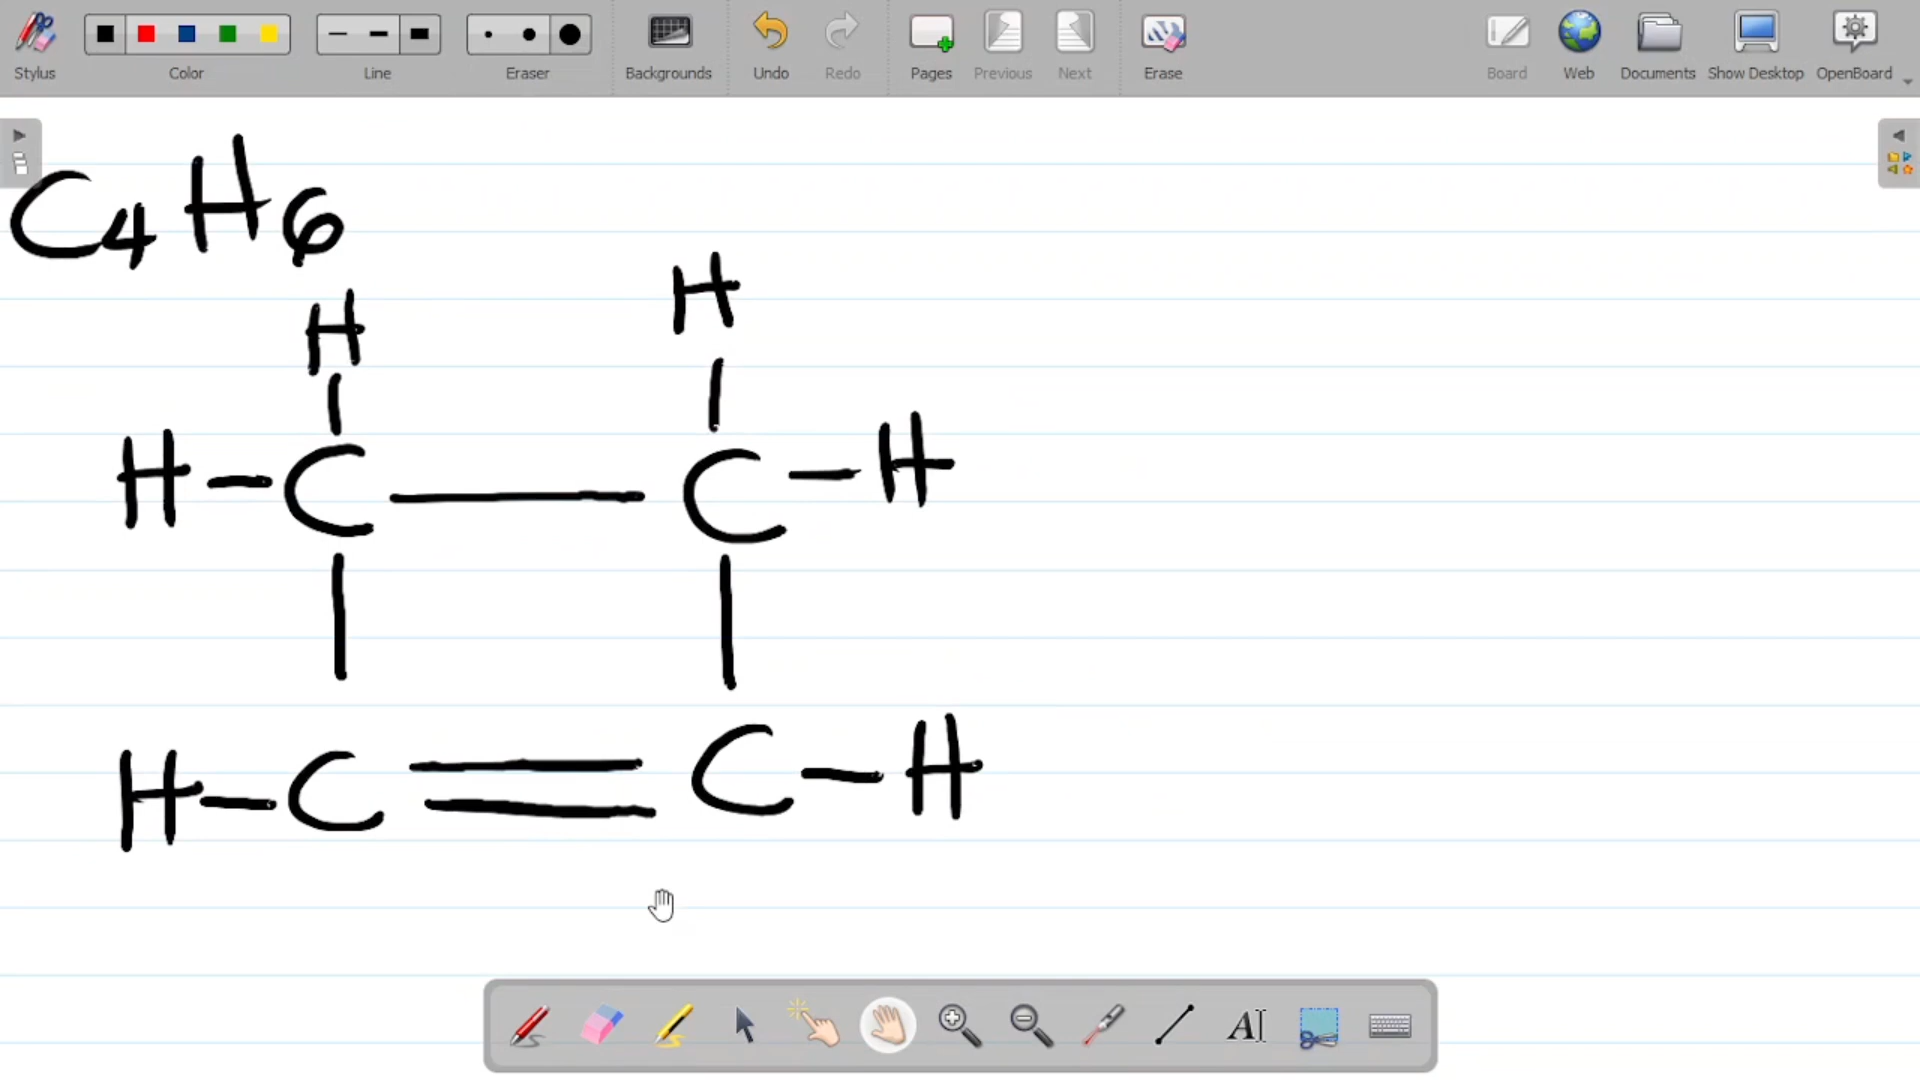 Stylus Color Line Eraser Backgrounds Undo Redo Pages Previous Next Erase Board Web Documents Show Desktop OpenBoard
C4H6
H H
H-C—C-H
H-C=C-H
A